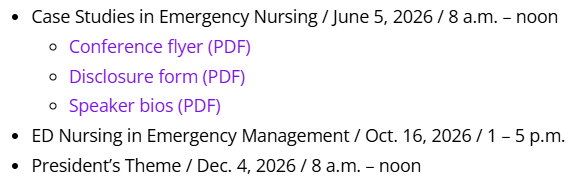 Case Studies in Emergency Nursing / June 5, 2026 / 8 a.m. – noon
Conference flyer (PDF)
Disclosure form (PDF)
Speaker bios (PDF)
ED Nursing in Emergency Management / Oct. 16, 2026 / 1 – 5 p.m.
President’s Theme / Dec. 4, 2026 / 8 a.m. – noon